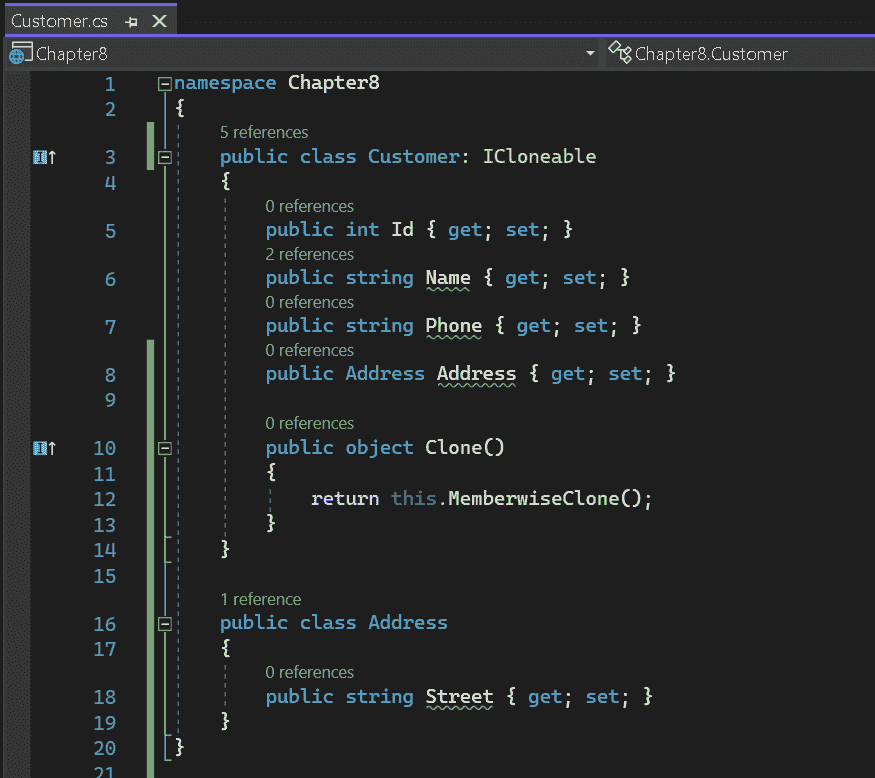 Customer.cs
Chapter8 Chapter8.Customer
1 namespace Chapter8
2 {
5 references
3 public class Customer: ICloneable
4 {
0 references
5 public int Id { get; set; }
2 references
6 public string Name { get; set; }
0 references
7 public string Phone { get; set; }
0 references
8 public Address Address { get; set; }
9
0 references
10 public object Clone()
11 {
12 return this.MemberwiseClone();
13 }
14 }
15
1 reference
16 public class Address
17 {
0 references
18 public string Street { get; set; }
19 }
20 }
21